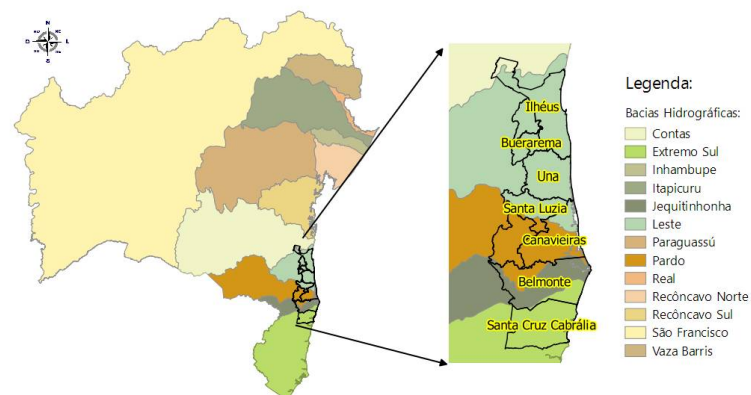 N
O
L
S
Ilhéus
Buerarema
Una
Santa Luzia
Canavieiras
Belmonte
Santa Cruz Cabrália
Legenda:
Bacias Hidrográficas:
Contas
Extremo Sul
Inhambupe
Itapicuru
Jequitinhonha
Leste
Paraguassú
Pardo
Real
Recôncavo Norte
Recôncavo Sul
São Francisco
Vaza Barris